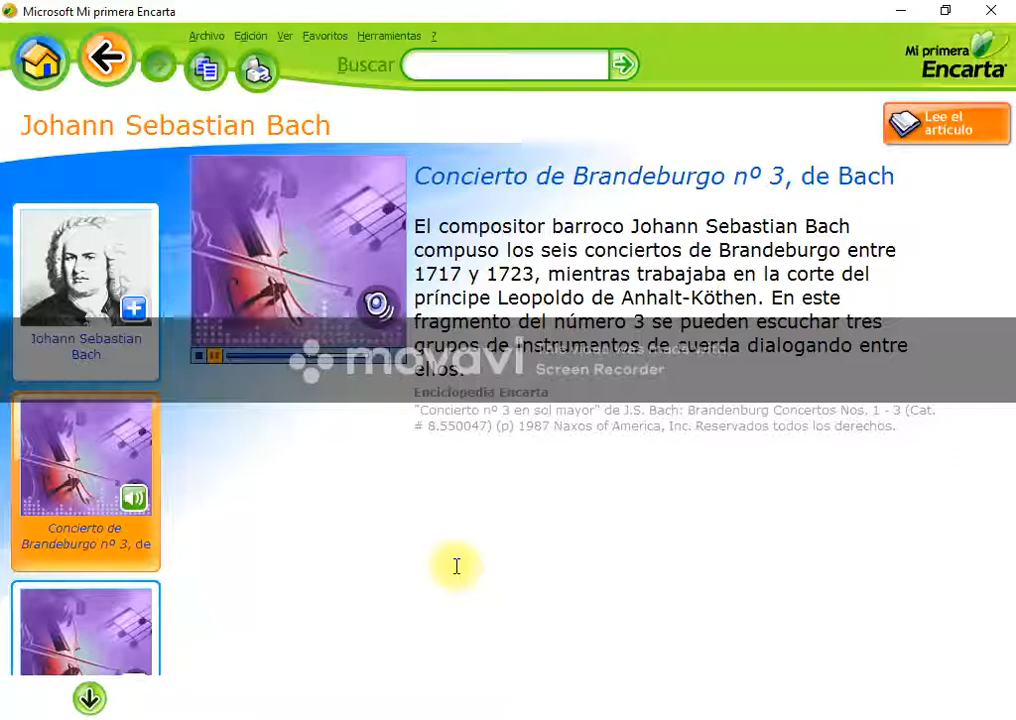 Microsoft Mi primera Encarta
Archivo Edición Ver Favoritos Herramientas ?
Buscar
Mi primera
Encarta
Johann Sebastian Bach
Lee el
artículo
Concierto de Brandeburgo nº 3, de Bach
El compositor barroco Johann Sebastian Bach
compuso los seis conciertos de Brandeburgo entre
1717 y 1723, mientras trabajaba en la corte del
príncipe Leopoldo de Anhalt-Köthen. En este
fragmento del número 3 se pueden escuchar tres
grupos de instrumentos de cuerda dialogando entre
ellos.
Enciclopedia Encarta
"Concierto nº 3 en sol mayor" de J.S. Bach: Brandenburg Concertos Nos. 1 - 3 (Cat.
# 8.550047) (p) 1987 Naxos of America, Inc. Reservados todos los derechos.
Johann Sebastian
Bach
Concierto de
Brandeburgo nº 3, de
movavi
Screen Recorder